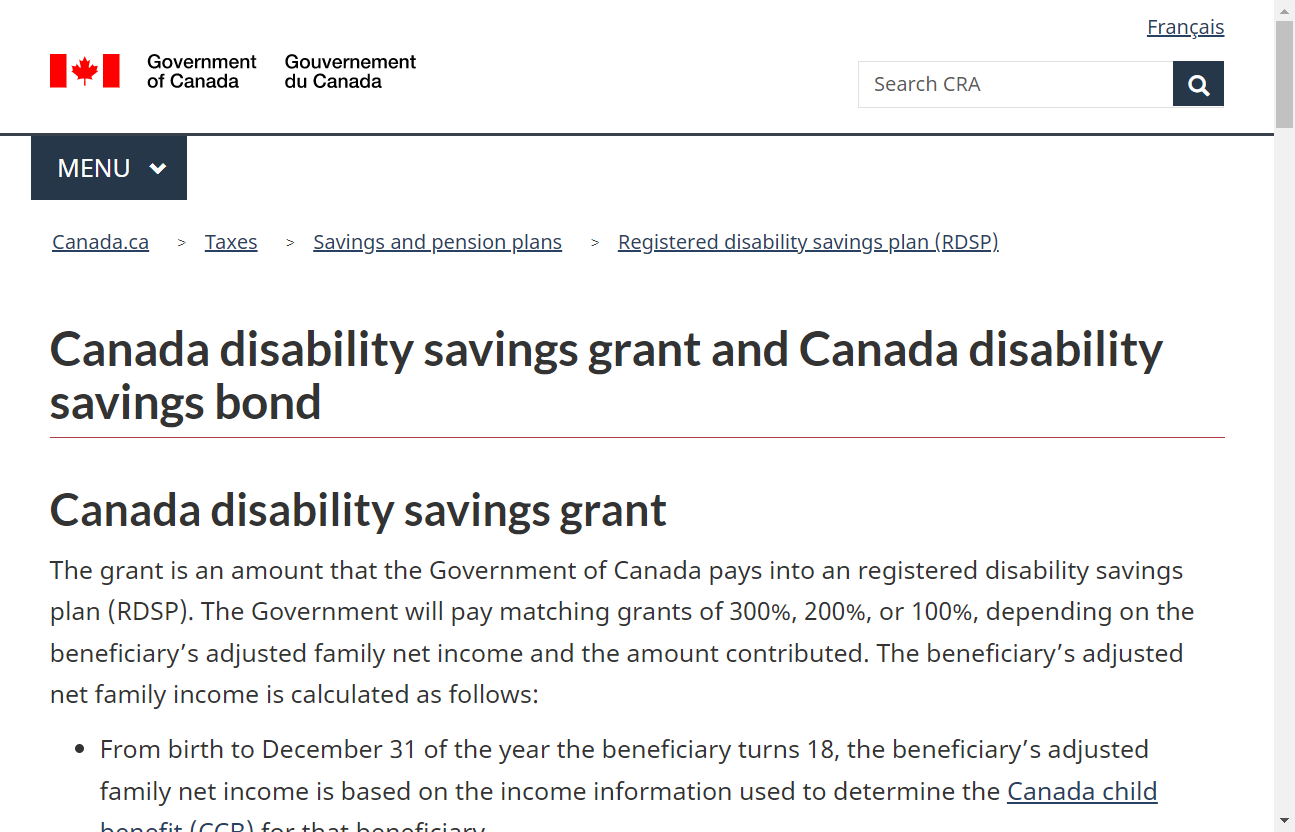 Français
Government of Canada
Gouvernement du Canada
Search CRA
MENU
Canada.ca > Taxes > Savings and pension plans > Registered disability savings plan (RDSP)
Canada disability savings grant and Canada disability
savings bond
Canada disability savings grant
The grant is an amount that the Government of Canada pays into an registered disability savings
plan (RDSP). The Government will pay matching grants of 300%, 200%, or 100%, depending on the
beneficiary’s adjusted family net income and the amount contributed. The beneficiary’s adjusted
net family income is calculated as follows:
• From birth to December 31 of the year the beneficiary turns 18, the beneficiary’s adjusted
family net income is based on the income information used to determine the Canada child
benefit (CCB) for that beneficiary.